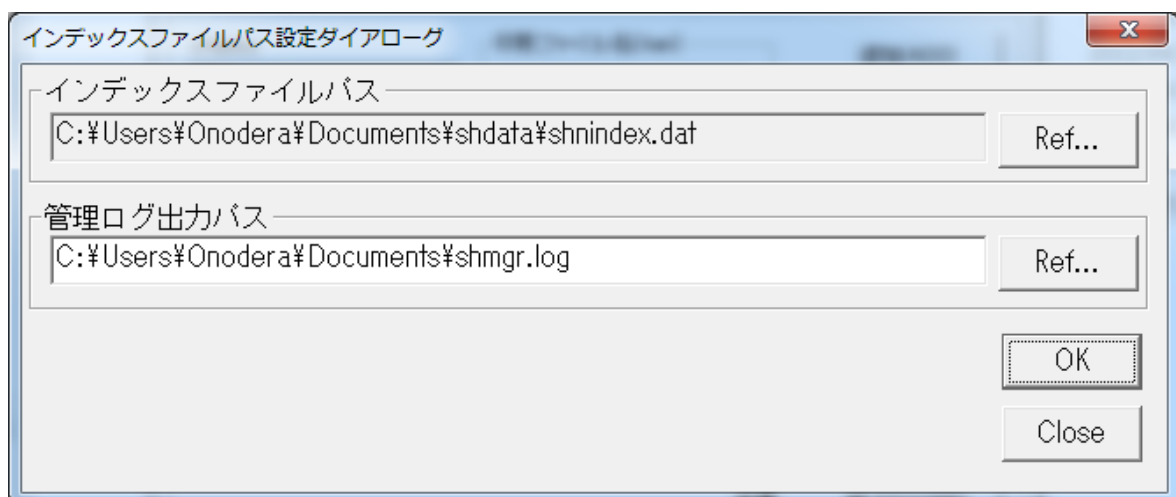 インデックスファイルパス設定ダイアローグ
インデックスファイルパス
C:¥Users¥Onodera¥Documents¥shdata¥shnindex.dat
Ref...
管理ログ出力パス
C:¥Users¥Onodera¥Documents¥shmgr.log
Ref...
OK
Close